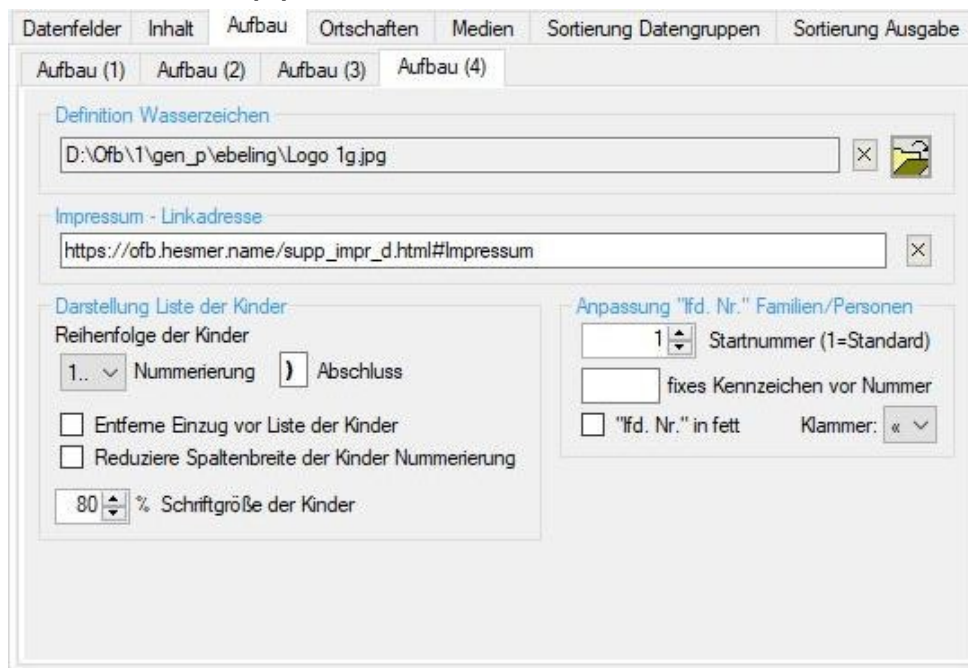 Datenfelder Inhalt Aufbau Ortschaften Medien Sortierung Datengruppen Sortierung Ausgabe
Aufbau (1) Aufbau (2) Aufbau (3) Aufbau (4)
Definition Wasserzeichen
D:\Ofb\1\gen_p\ebeling\Logo 1g.jpg
Impressum - Linkadresse
https://ofb.hesmer.name/supp_impr_d.html#Impressum
Darstellung Liste der Kinder
Reihenfolge der Kinder
1.. Nummerierung ) Abschluss
Entferne Einzug vor Liste der Kinder
Reduziere Spaltenbreite der Kinder Nummerierung
80 % Schriftgröße der Kinder
Anpassung "lfd. Nr." Familien/Personen
1 Startnummer (1=Standard)
fixes Kennzeichen vor Nummer
"lfd. Nr." in fett Klammer: «